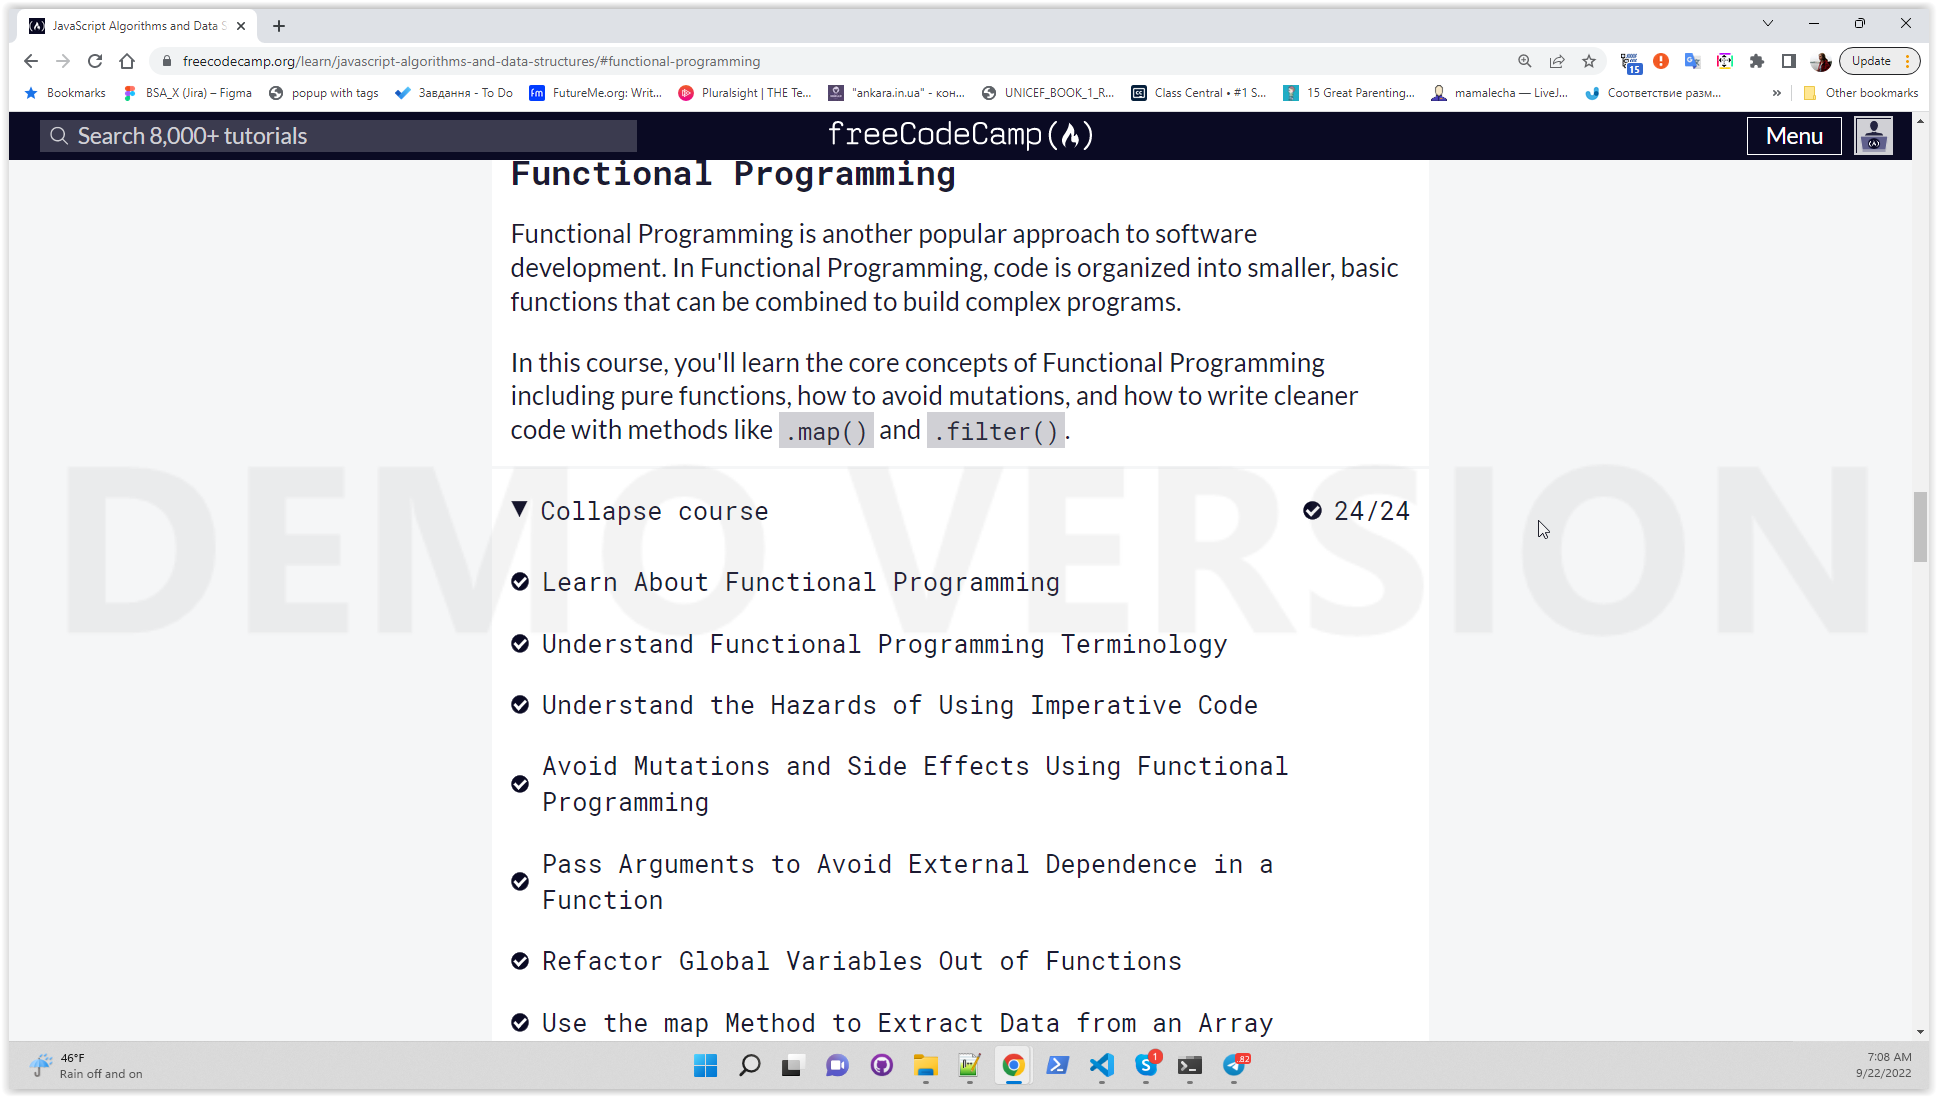 JavaScript Algorithms and Data S
freecodecamp.org/learn/javascript-algorithms-and-data-structures/#functional-programming
15
Update
Bookmarks
BSA_X (Jira) – Figma
popup with tags
Завдання - To Do
fm
FutureMe.org: Writ...
Pluralsight | THE Te...
"ankara.in.ua" - кон...
UNICEF_BOOK_1_R...
Class Central • #1 S...
15 Great Parenting...
mamalecha — LiveJ...
Соответствие разм...
»
Other bookmarks
Search 8,000+ tutorials
freeCodeCamp
Menu
Functional Programming
Functional Programming is another popular approach to software
development. In Functional Programming, code is organized into smaller, basic
functions that can be combined to build complex programs.
In this course, you'll learn the core concepts of Functional Programming
including pure functions, how to avoid mutations, and how to write cleaner
code with methods like .map() and .filter().
DEMO VERSION
Collapse course
24/24
Learn About Functional Programming
Understand Functional Programming Terminology
Understand the Hazards of Using Imperative Code
Avoid Mutations and Side Effects Using Functional
Programming
Pass Arguments to Avoid External Dependence in a
Function
Refactor Global Variables Out of Functions
Use the map Method to Extract Data from an Array
46°F
Rain off and on
1
82
7:08 AM
9/22/2022